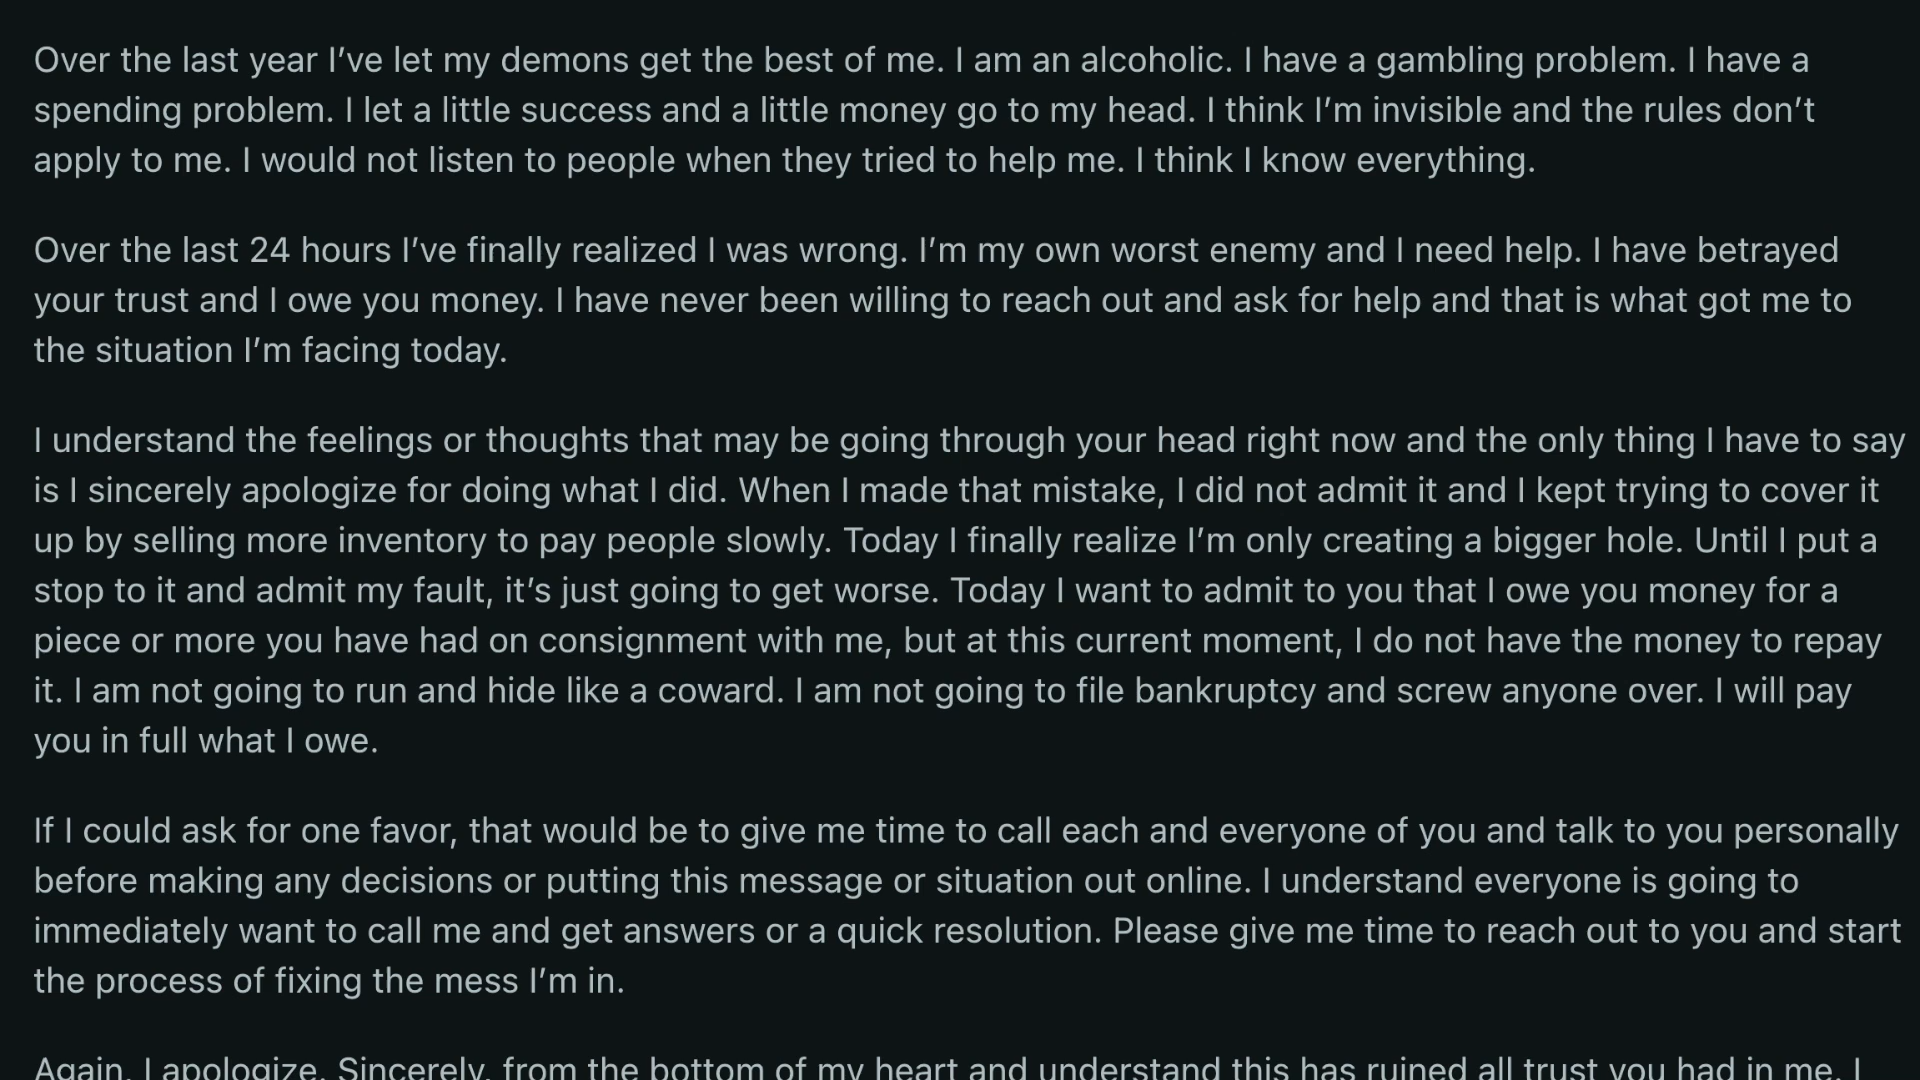 Over the last year I’ve let my demons get the best of me. I am an alcoholic. I have a gambling problem. I have a
spending problem. I let a little success and a little money go to my head. I think I’m invisible and the rules don’t
apply to me. I would not listen to people when they tried to help me. I think I know everything.
Over the last 24 hours I’ve finally realized I was wrong. I’m my own worst enemy and I need help. I have betrayed
your trust and I owe you money. I have never been willing to reach out and ask for help and that is what got me to
the situation I’m facing today.
I understand the feelings or thoughts that may be going through your head right now and the only thing I have to say
is I sincerely apologize for doing what I did. When I made that mistake, I did not admit it and I kept trying to cover it
up by selling more inventory to pay people slowly. Today I finally realize I’m only creating a bigger hole. Until I put a
stop to it and admit my fault, it’s just going to get worse. Today I want to admit to you that I owe you money for a
piece or more you have had on consignment with me, but at this current moment, I do not have the money to repay
it. I am not going to run and hide like a coward. I am not going to file bankruptcy and screw anyone over. I will pay
you in full what I owe.
If I could ask for one favor, that would be to give me time to call each and everyone of you and talk to you personally
before making any decisions or putting this message or situation out online. I understand everyone is going to
immediately want to call me and get answers or a quick resolution. Please give me time to reach out to you and start
the process of fixing the mess I’m in.
Again, I apologize. Sincerely, from the bottom of my heart and understand this has ruined all trust you had in me. I